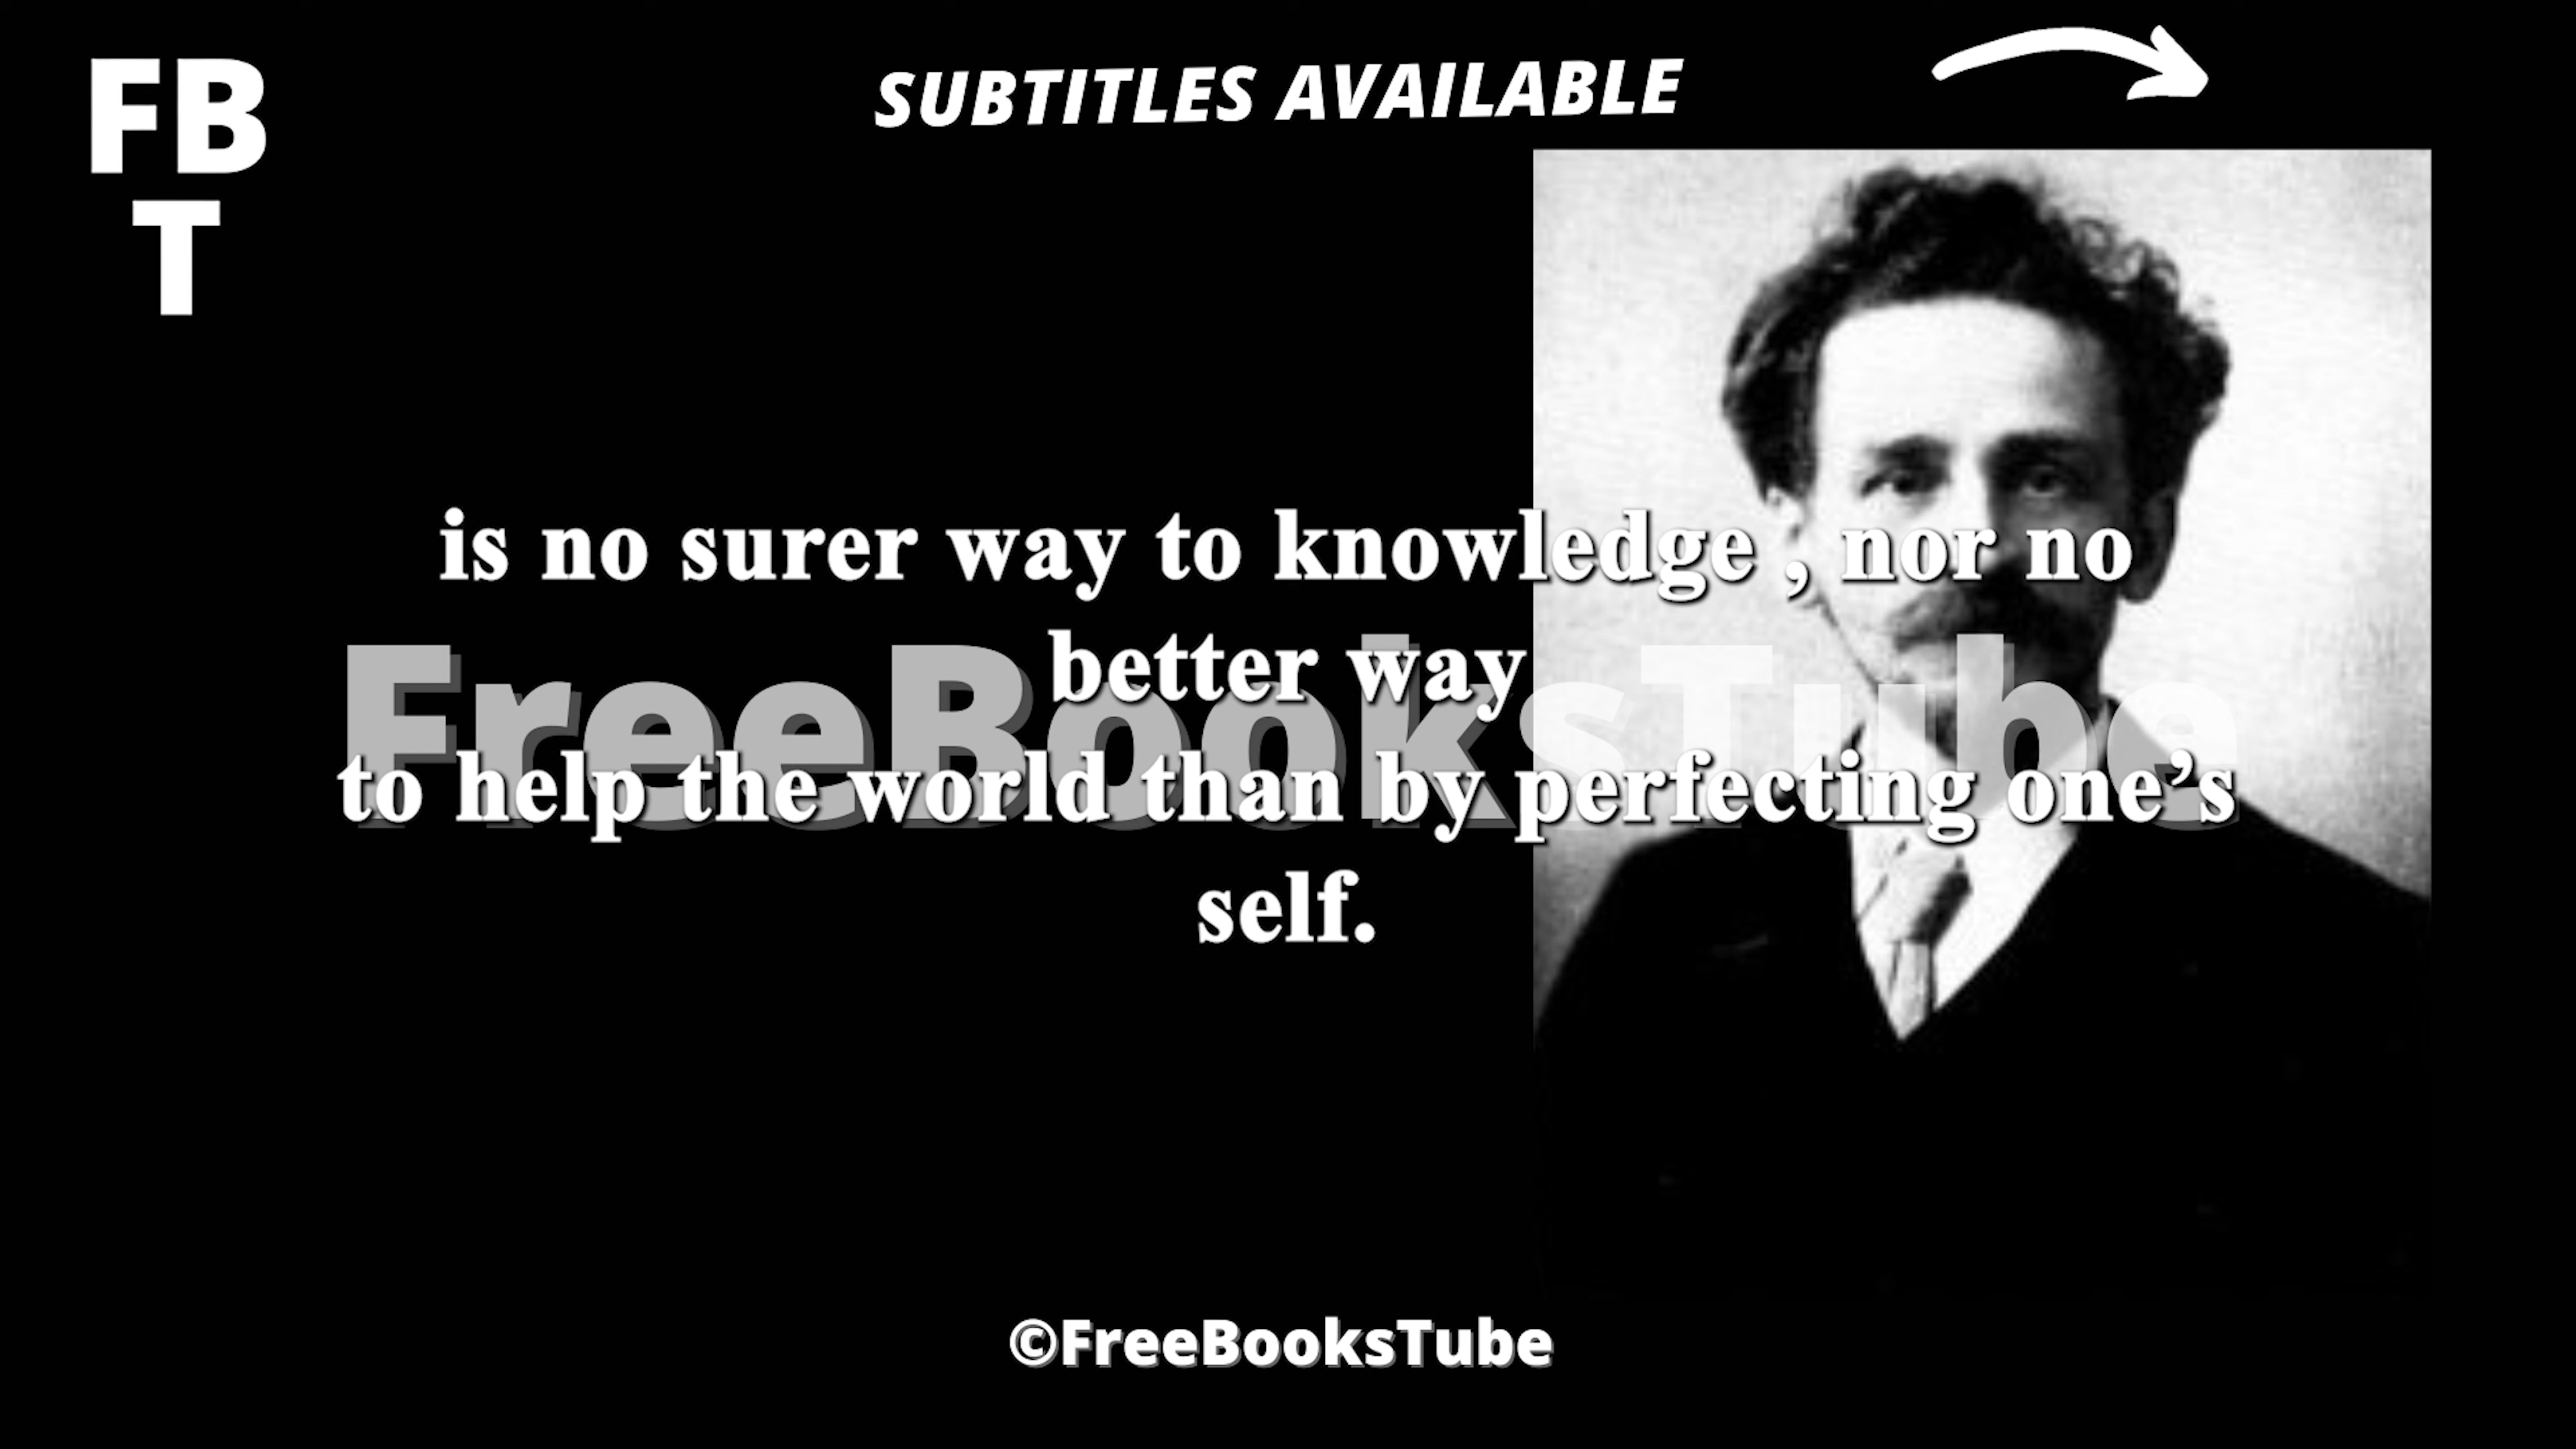 FB
T
SUBTITLES AVAILABLE
is no surer way to knowledge , nor no
better way
FreeBooksTube
to help the world than by perfecting one’s
self.
©FreeBooksTube